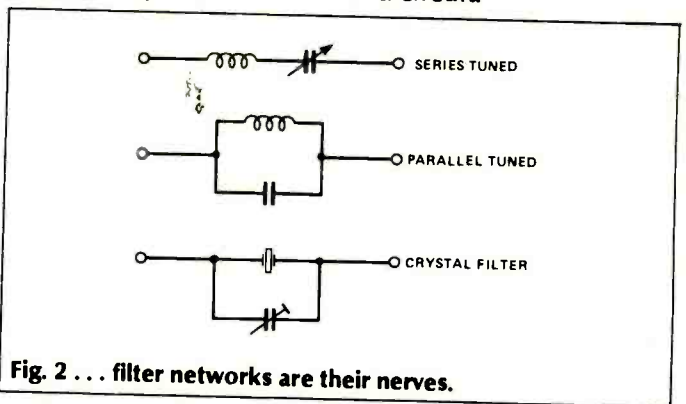 SERIES TUNED
PARALLEL TUNED
CRYSTAL FILTER
Fig. 2 ... filter networks are their nerves.